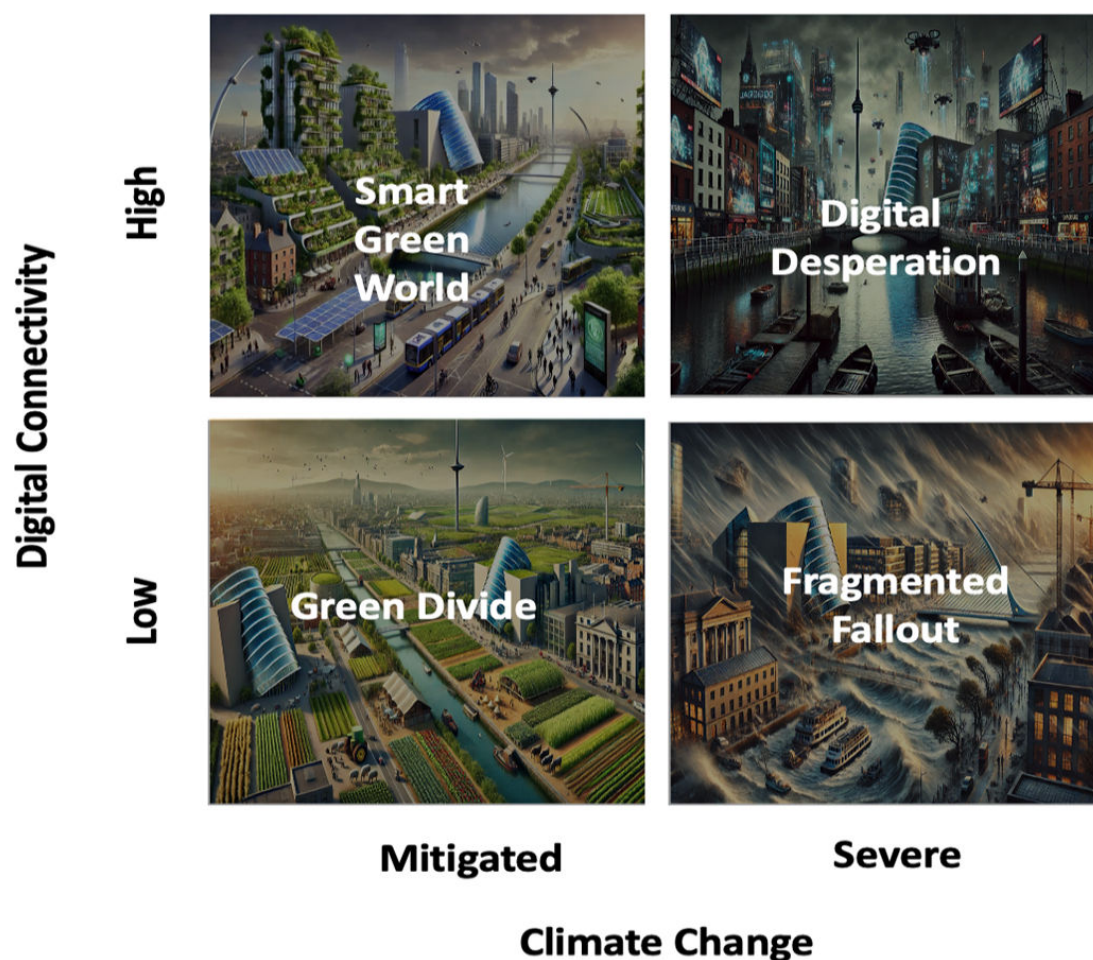 High
Smart
Green
World
Digital
Desperation
Digital Connectivity
Low
Green Divide
Fragmented
Fallout
Mitigated
Severe
Climate Change